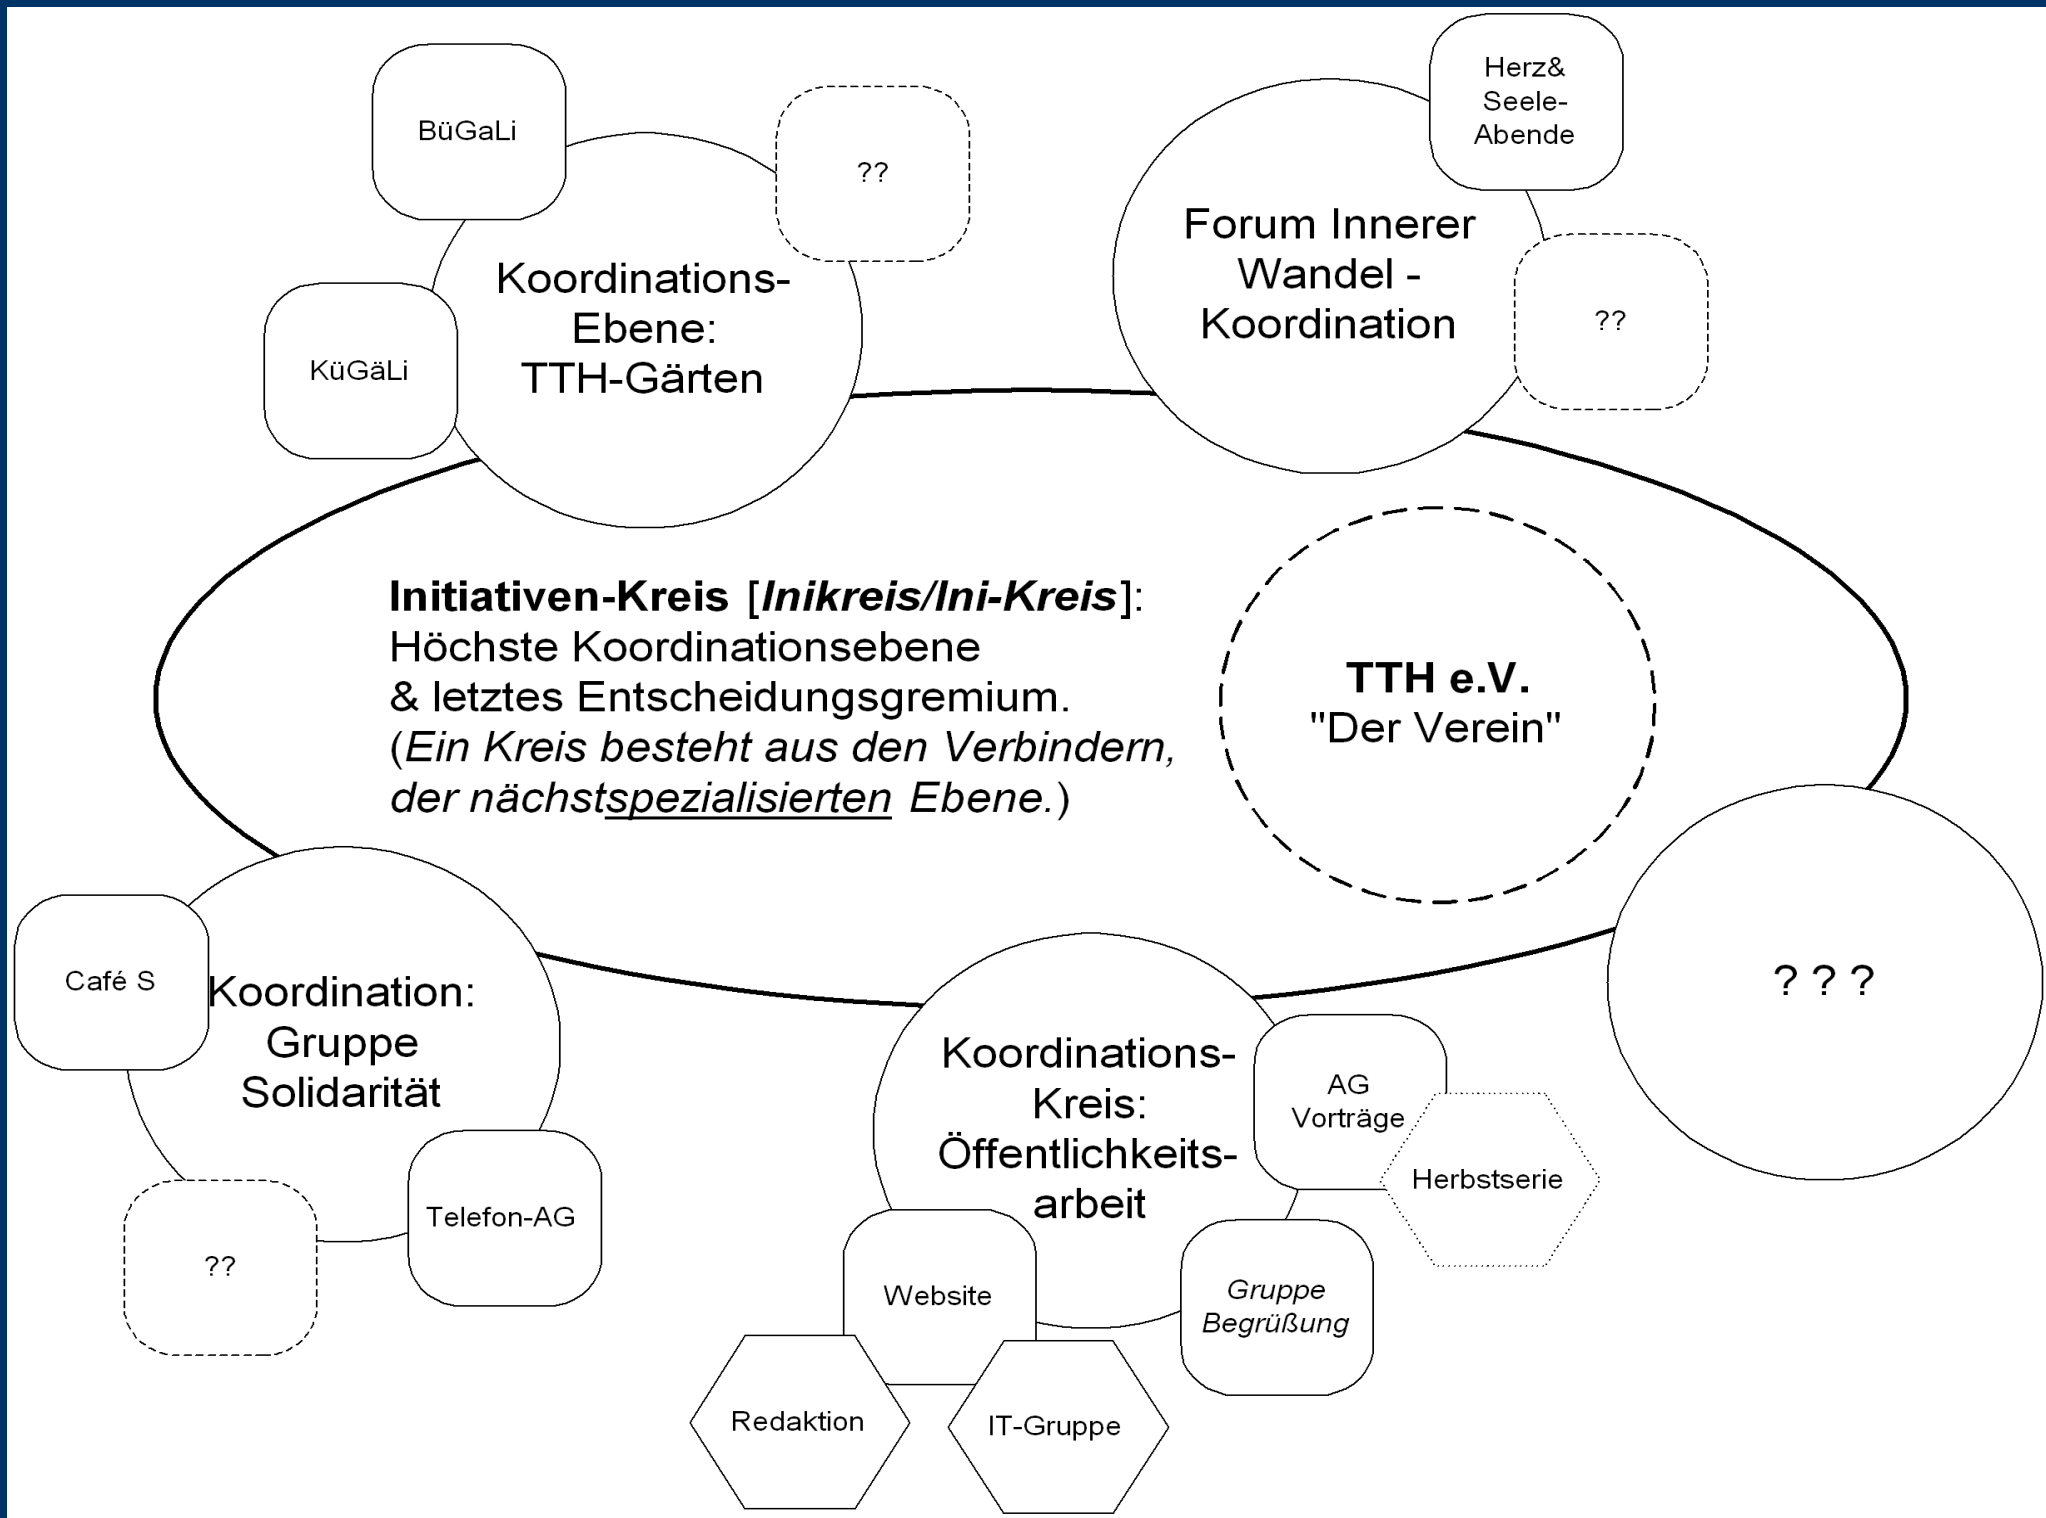 BüGaLi
??
Herz&
Seele-
Abende
KüGäLi
Koordinations-
Ebene:
TTH-Gärten
Forum Innerer
Wandel -
Koordination
??
Initiativen-Kreis [Inikreis/Ini-Kreis]:
Höchste Koordinationsebene
& letztes Entscheidungsgremium.
(Ein Kreis besteht aus den Verbindern,
der nächstspezialisierten Ebene.)
TTH e.V.
"Der Verein"
Café S
Koordination:
Gruppe
Solidarität
??
Telefon-AG
Koordinations-
Kreis:
Öffentlichkeits-
arbeit
AG
Vorträge
Herbstserie
Website
Gruppe
Begrüßung
Redaktion
IT-Gruppe
? ? ?